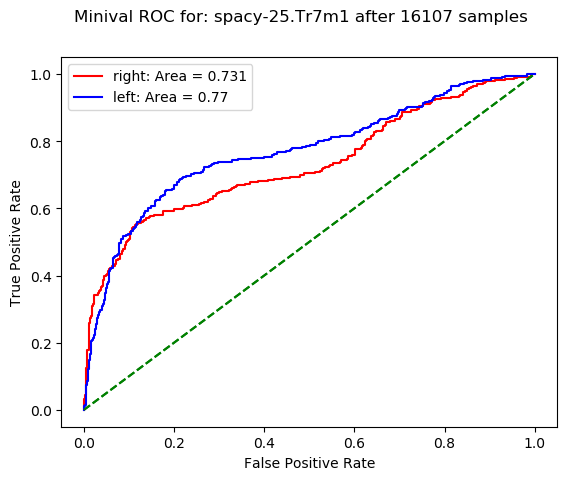 Minival ROC for: spacy-25.Tr7m1 after 16107 samples
right: Area = 0.731
left: Area = 0.77
True Positive Rate
1.0
0.8
0.6
0.4
0.2
0.0
0.0 0.2 0.4 0.6 0.8 1.0
False Positive Rate